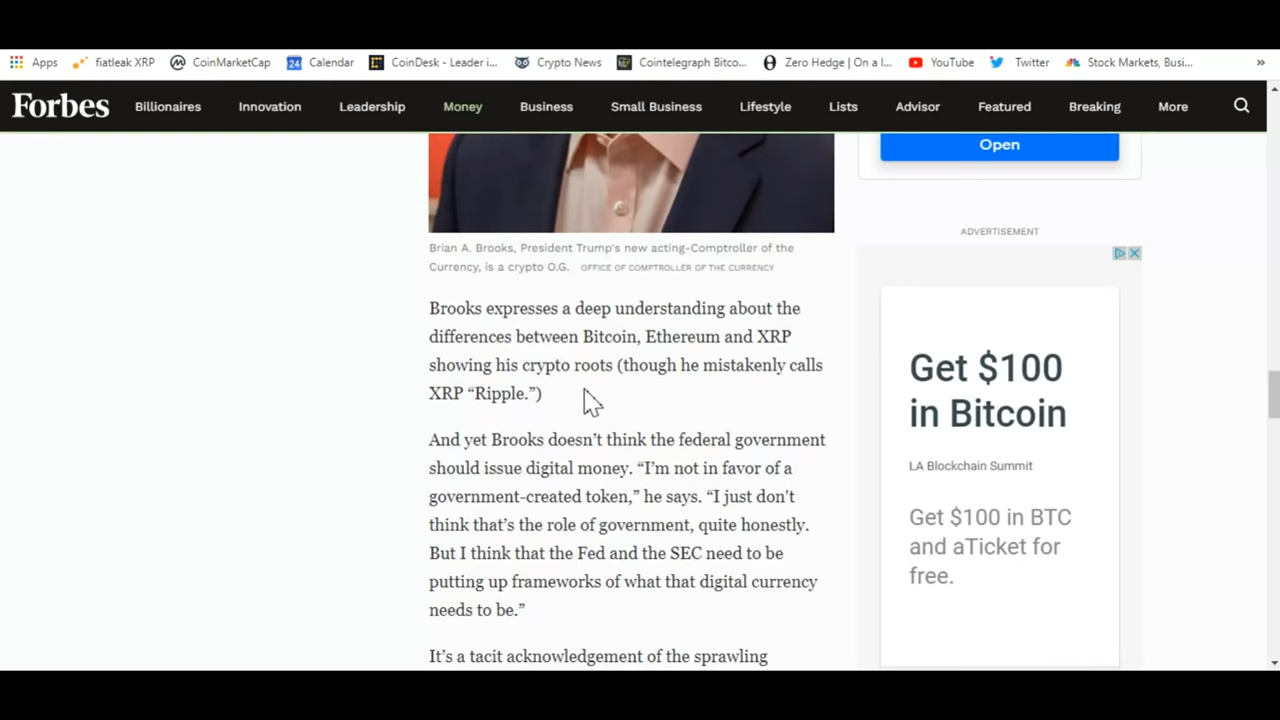 Apps fiatleak XRP CoinMarketCap 24 Calendar CoinDesk - Leader i... Crypto News Cointelegraph Bitco... Zero Hedge | On a l... YouTube Twitter Stock Markets, Busi... »
Forbes Billionaires Innovation Leadership Money Business Small Business Lifestyle Lists Advisor Featured Breaking More
Open
Brian A. Brooks, President Trump's new acting-Comptroller of the
Currency, is a crypto O.G. OFFICE OF COMPTROLLER OF THE CURRENCY
Brooks expresses a deep understanding about the
differences between Bitcoin, Ethereum and XRP
showing his crypto roots (though he mistakenly calls
XRP “Ripple.”)
And yet Brooks doesn’t think the federal government
should issue digital money. “I’m not in favor of a
government-created token,” he says. “I just don't
think that’s the role of government, quite honestly.
But I think that the Fed and the SEC need to be
putting up frameworks of what that digital currency
needs to be.”
It’s a tacit acknowledgement of the sprawling
ADVERTISEMENT
Get $100
in Bitcoin
LA Blockchain Summit
Get $100 in BTC
and aTicket for
free.